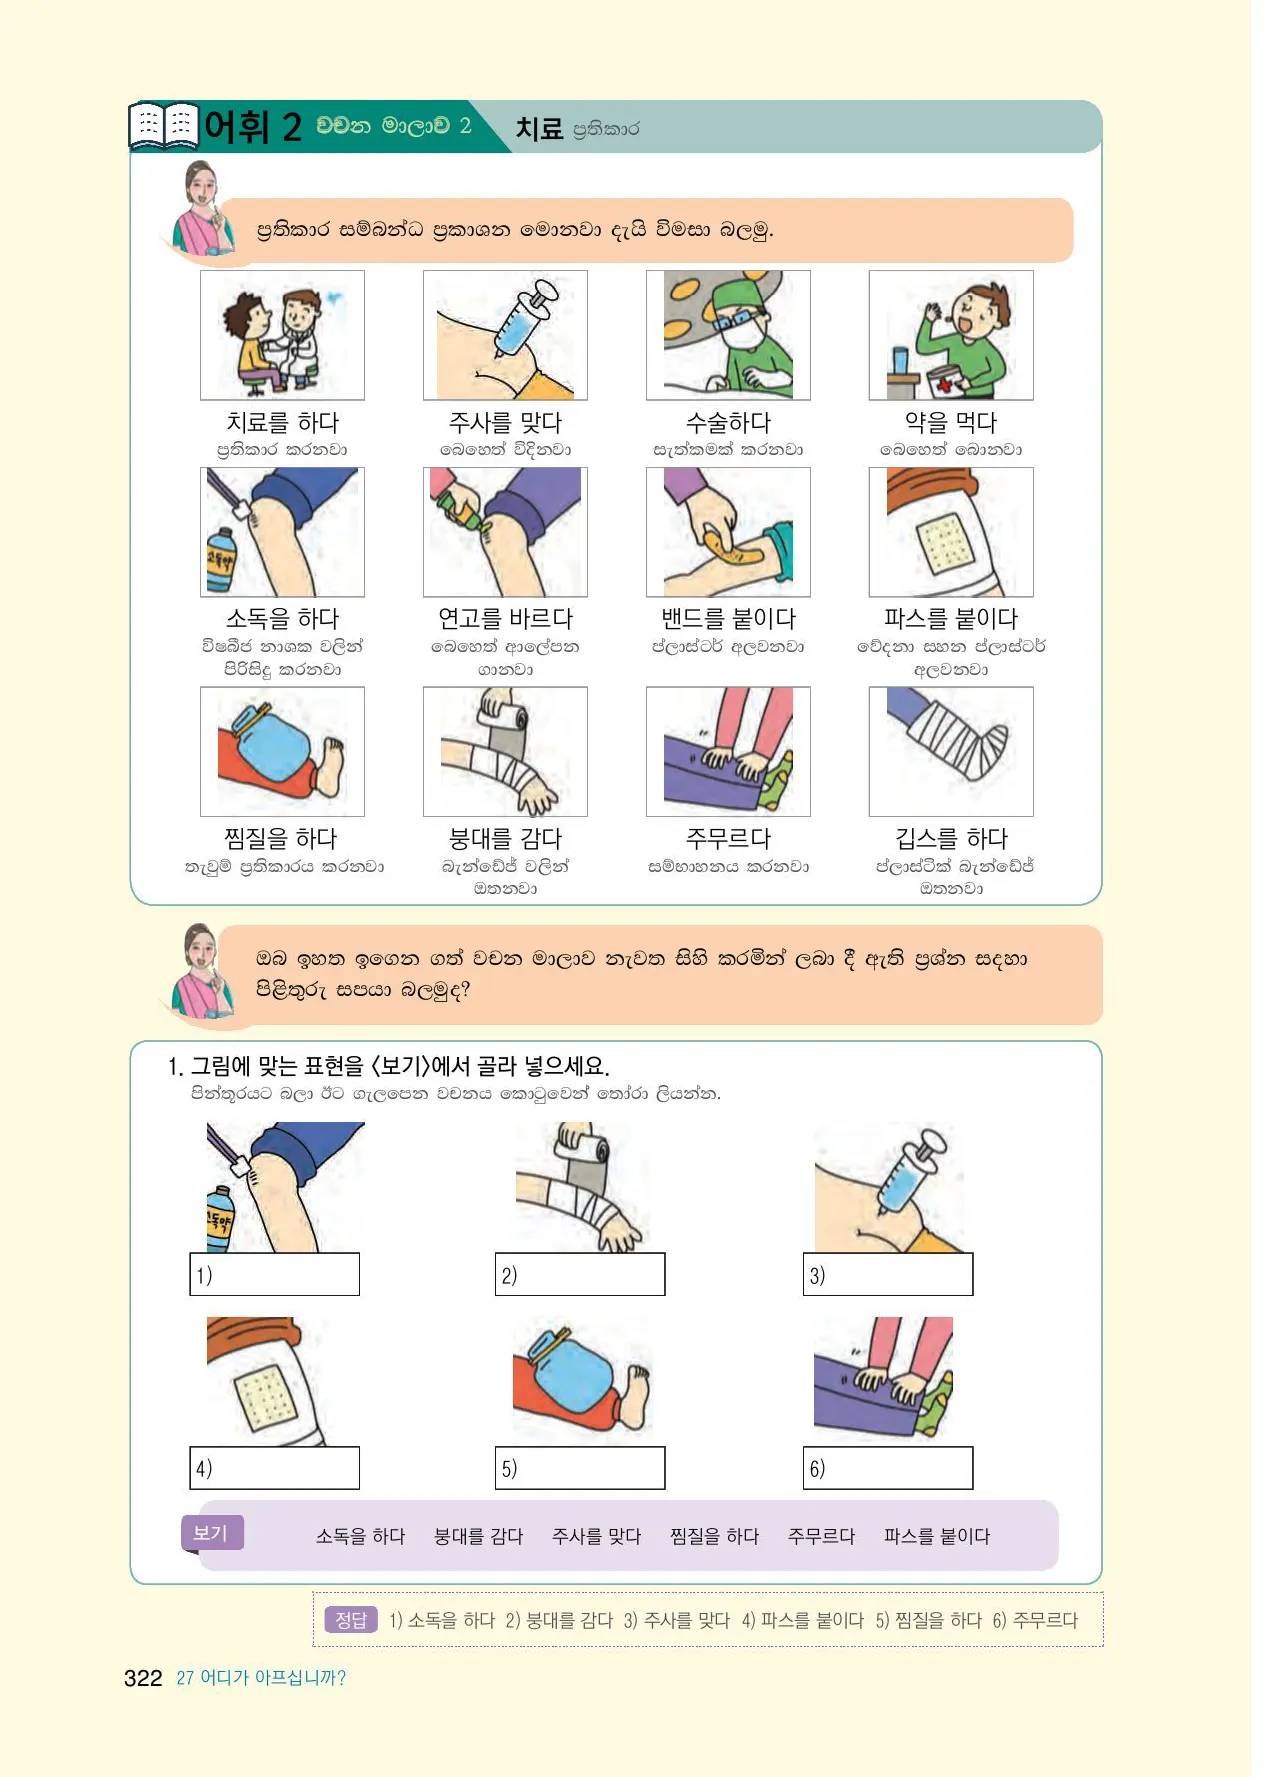 어휘 2 වචන මාලාව 2 치료 ප්‍රතිකාර
ප්‍රතිකාර සම්බන්ධ ප්‍රකාශන මොනවා දැයි විමසා බලමු.
치료를 하다 주사를 맞다 수술하다 약을 먹다
ප්‍රතිකාර කරනවා බෙහෙත් විදිනවා සැත්කමක් කරනවා බෙහෙත් බොනවා
소독약
소독을 하다 연고를 바르다 밴드를 붙이다 파스를 붙이다
විෂබීජ නාශක වලින් බෙහෙත් ආලේපන ප්ලාස්ටර් අලවනවා වේදනා සහන ප්ලාස්ටර්
පිරිසිදු කරනවා ගානවා අලවනවා
찜질을 하다 붕대를 감다 주무르다 깁스를 하다
තැවුම් ප්‍රතිකාරය කරනවා බැන්ඩේජ් වලින් සම්භාහනය කරනවා ප්ලාස්ටික් බැන්ඩේජ්
ඔතනවා ඔතනවා
ඔබ ඉහත ඉගෙන ගත් වචන මාලාව නැවත සිහි කරමින් ලබා දී ඇති ප්‍රශ්න සදහා
පිළිතුරු සපයා බලමුද?
1. 그림에 맞는 표현을 〈보기〉에서 골라 넣으세요.
පින්තූරයට බලා ඊට ගැලපෙන වචනය කොටුවෙන් තෝරා ලියන්න.
소독약
1) 2) 3)
4) 5) 6)
보기 소독을 하다 붕대를 감다 주사를 맞다 찜질을 하다 주무르다 파스를 붙이다
정답 1) 소독을 하다 2) 붕대를 감다 3) 주사를 맞다 4) 파스를 붙이다 5) 찜질을 하다 6) 주무르다
322 27 어디가 아프십니까?